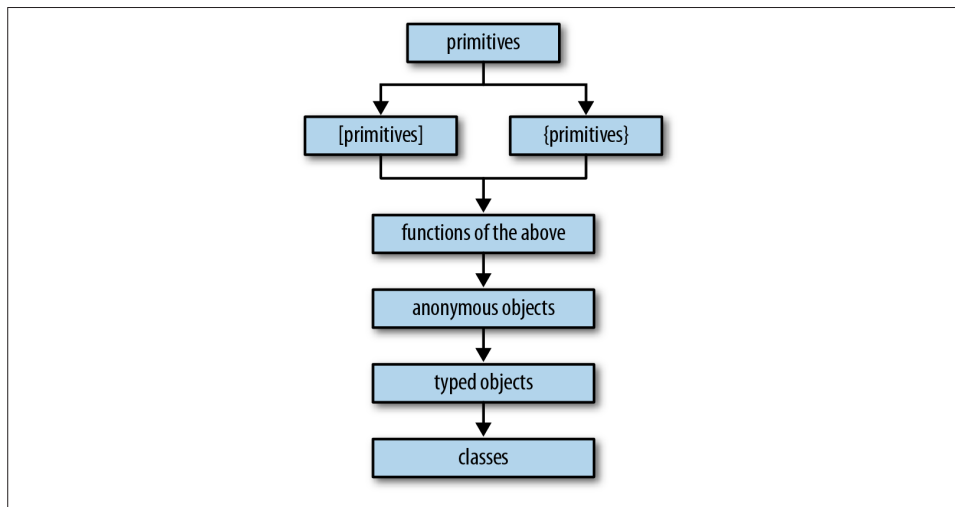 primitives
[primitives]
{primitives}
functions of the above
anonymous objects
typed objects
classes